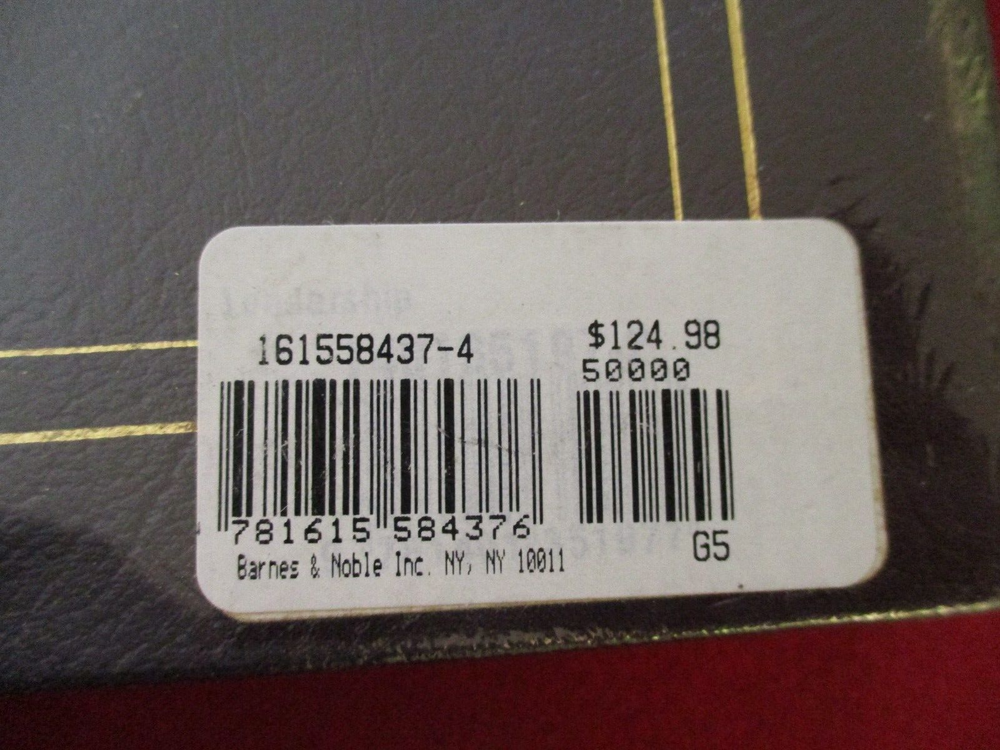 161558437-4
$124.98
50000
781615 584376
G5
Barnes & Noble Inc. NY, NY 10011